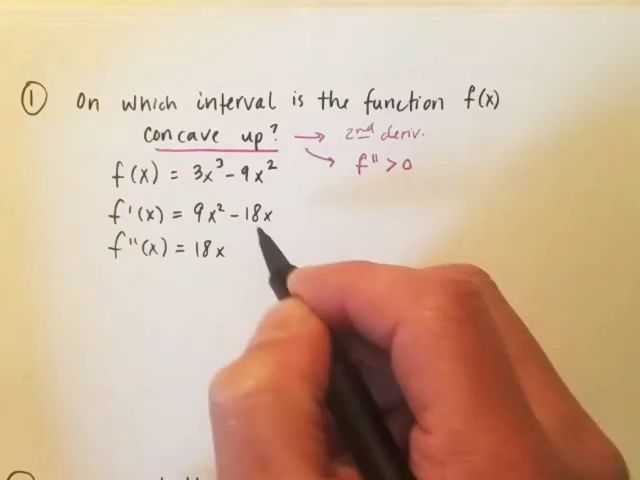 ① On which interval is the function f(x)
concave up? → 2nd deriv.
→ f" > 0
f(x) = 3x³ - 9x²
f'(x) = 9x² - 18x
f"(x) = 18x